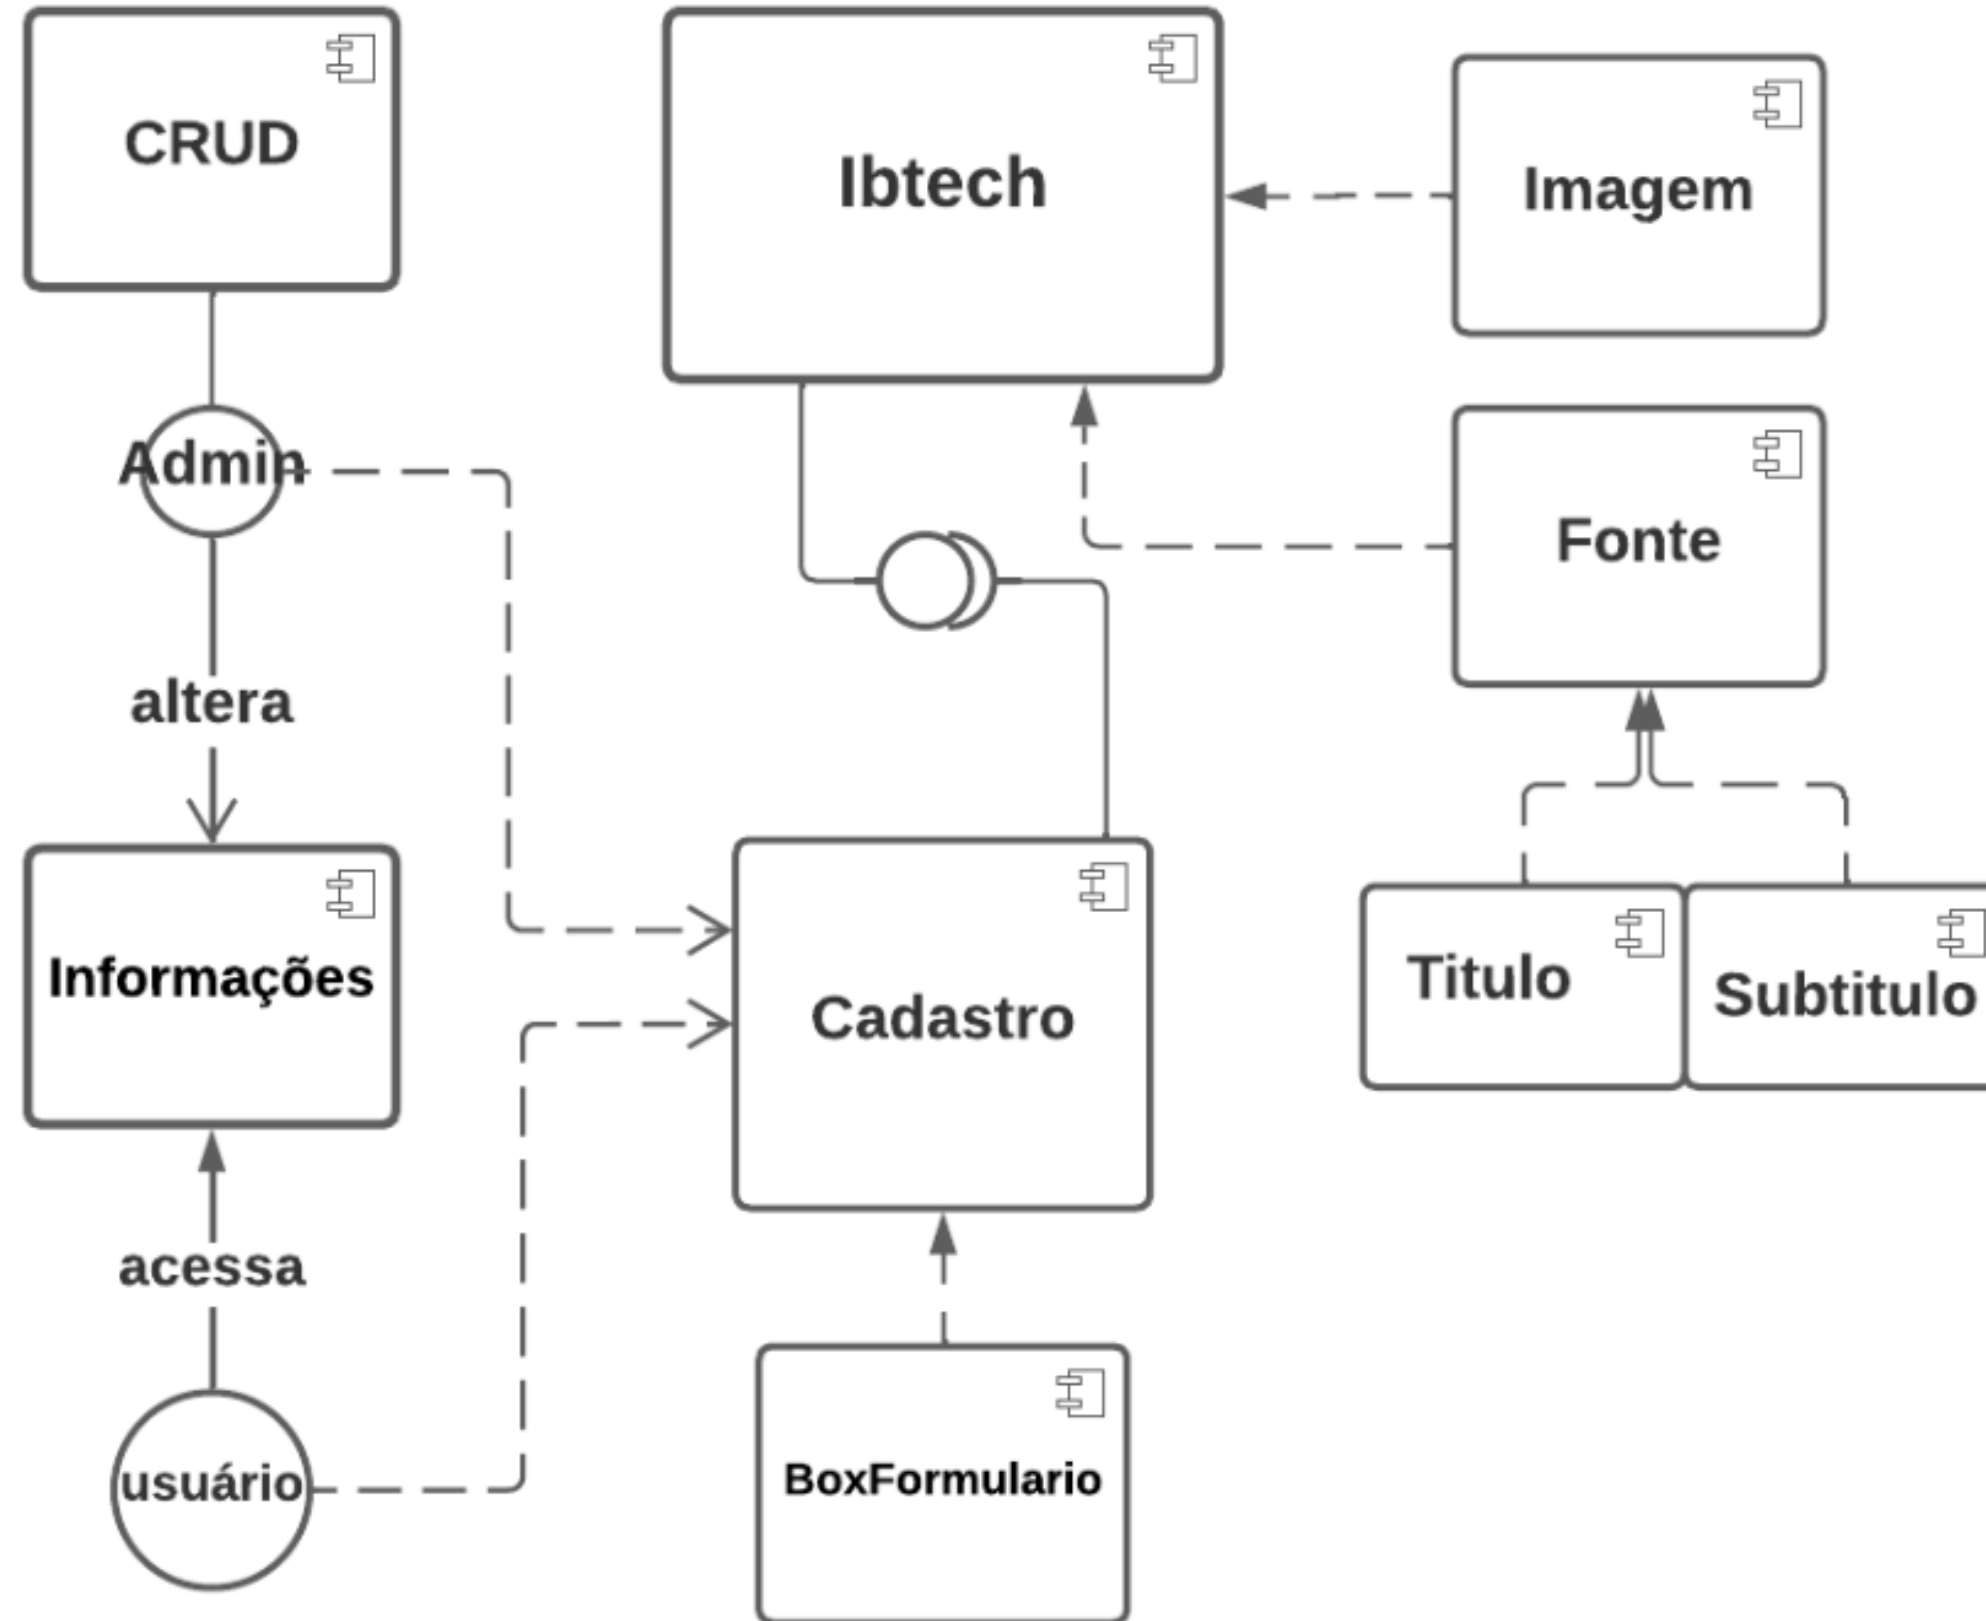 CRUD
Ibtech
Imagem
Admin
Fonte
altera
Informações
Cadastro
Titulo
Subtitulo
acessa
usuário
BoxFormulario